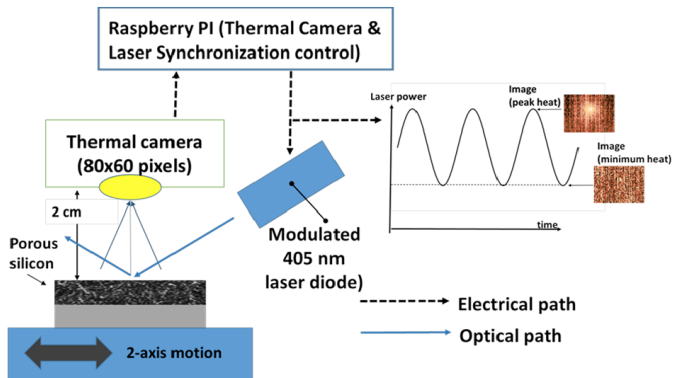 Raspberry PI (Thermal Camera &
Laser Synchronization control)
Thermal camera
(80x60 pixels)
2 cm
Porous
silicon
Modulated
405 nm
laser diode)
2-axis motion
Laser power
Image
(peak heat)
Image
(minimum heat)
time
Electrical path
Optical path